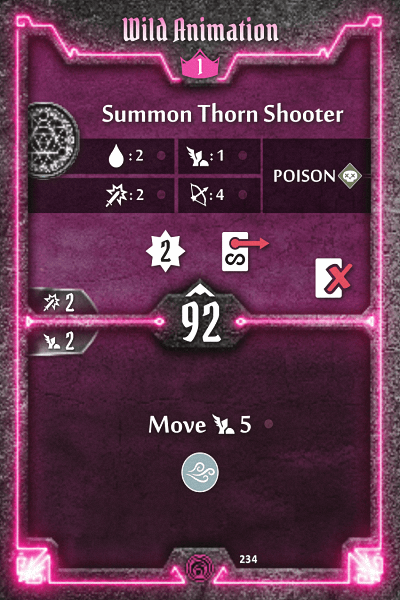 Wild Animation
1
Summon Thorn Shooter
: 2 : 1
POISON
: 2 : 4
2
2
92
2
Move 5
234